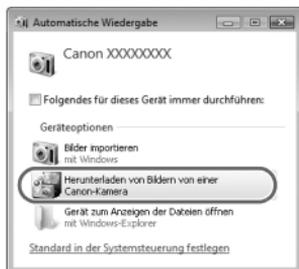 Automatische Wiedergabe
Canon XXXXXXXX
Folgendes für dieses Gerät immer durchführen:
Geräteoptionen
Bilder importieren
mit Windows
Herunterladen von Bildern von einer
Canon-Kamera
Gerät zum Anzeigen der Dateien öffnen
mit Windows-Explorer
Standard in der Systemsteuerung festlegen